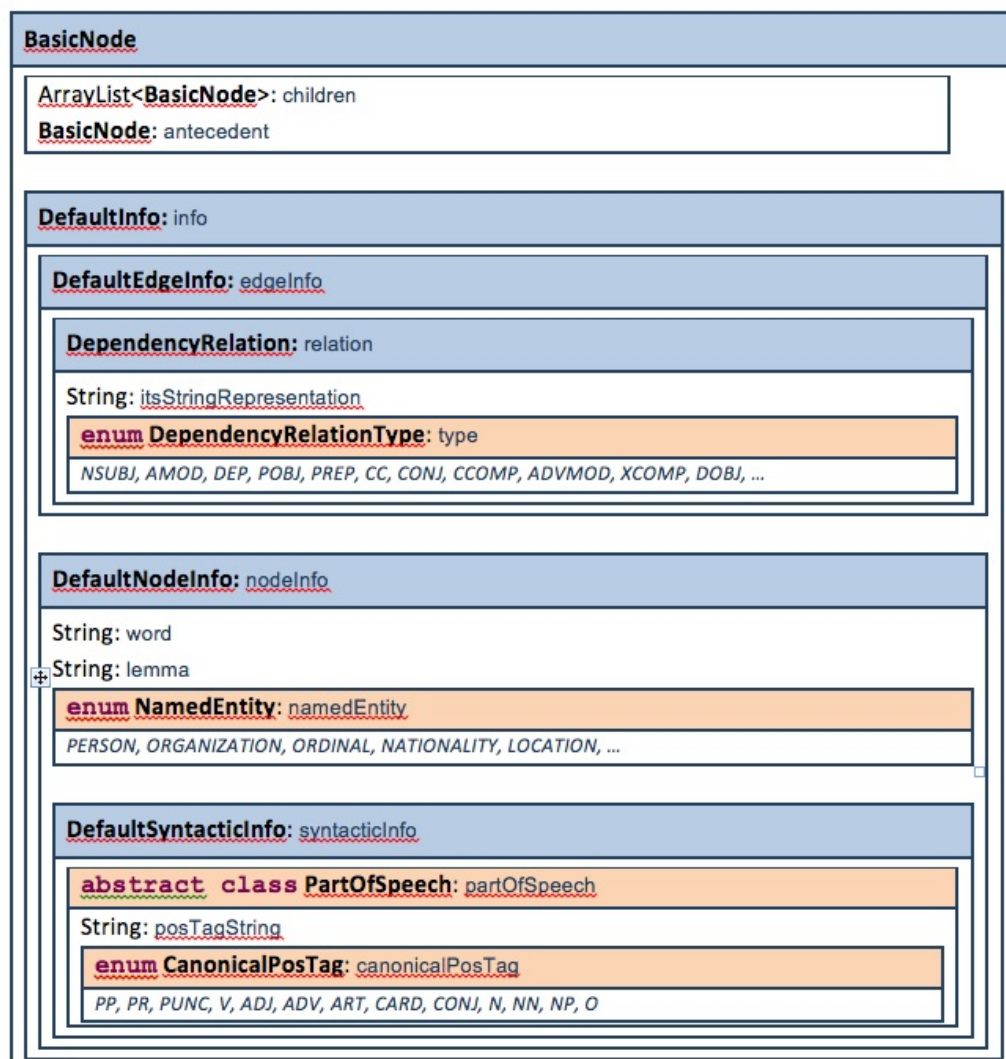 BasicNode
ArrayList<BasicNode>: children
BasicNode: antecedent
DefaultInfo: info
DefaultEdgeInfo: edgeInfo
DependencyRelation: relation
String: itsStringRepresentation
enum DependencyRelationType: type
NSUBJ, AMOD, DEP, POBJ, PREP, CC, CONJ, CCOMP, ADVMOD, XCOMP, DOBJ, ...
DefaultNodeInfo: nodeInfo
String: word
String: lemma
enum NamedEntity: namedEntity
PERSON, ORGANIZATION, ORDINAL, NATIONALITY, LOCATION, ...
DefaultSyntacticInfo: syntacticInfo
abstract class PartOfSpeech: partOfSpeech
String: posTagString
enum CanonicalPosTag: canonicalPosTag
PP, PR, PUNC, V, ADJ, ADV, ART, CARD, CONJ, N, NN, NP, O